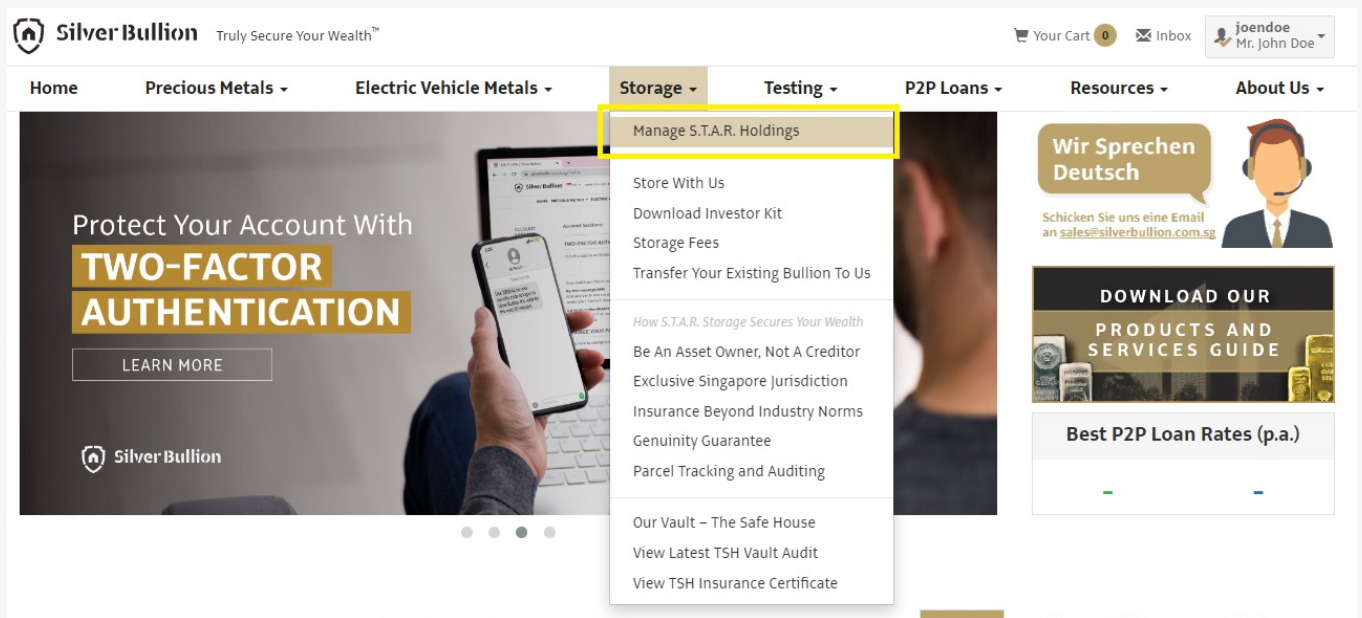 Silver Bullion Truly Secure Your Wealth™
Your Cart 0 Inbox joendoe
Mr. John Doe
Home Precious Metals Electric Vehicle Metals Storage Testing P2P Loans Resources About Us
Manage S.T.A.R. Holdings
Store With Us
Download Investor Kit
Storage Fees
Transfer Your Existing Bullion To Us
How S.T.A.R. Storage Secures Your Wealth
Be An Asset Owner, Not A Creditor
Exclusive Singapore Jurisdiction
Insurance Beyond Industry Norms
Genuinity Guarantee
Parcel Tracking and Auditing
Our Vault – The Safe House
View Latest TSH Vault Audit
View TSH Insurance Certificate
Protect Your Account With
TWO-FACTOR
AUTHENTICATION
LEARN MORE
Silver Bullion
Silver Bullion
Wir Sprechen
Deutsch
Schicken Sie uns eine Email
an sales@silverbullion.com.sg
DOWNLOAD OUR
PRODUCTS AND
SERVICES GUIDE
Best P2P Loan Rates (p.a.)
– –